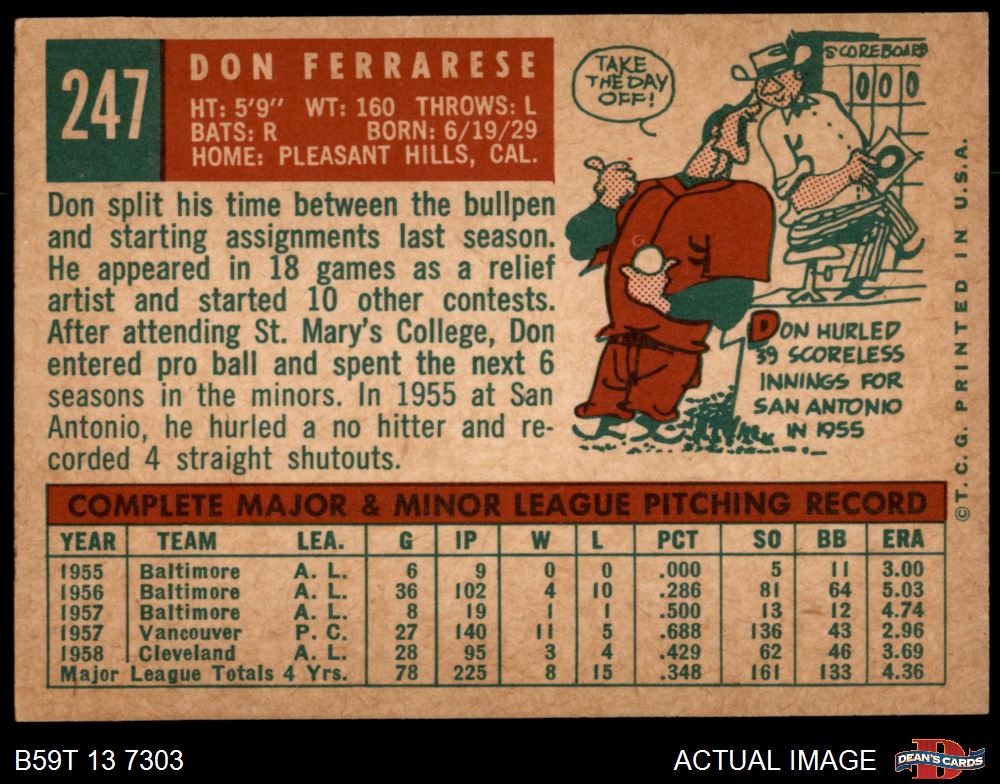 247
DON FERRARESE
HT: 5'9" WT: 160 THROWS: L
BATS: R BORN: 6/19/29
HOME: PLEASANT HILLS, CAL.
Don split his time between the bullpen
and starting assignments last season.
He appeared in 18 games as a relief
artist and started 10 other contests.
After attending St. Mary's College, Don
entered pro ball and spent the next 6
seasons in the minors. In 1955 at San
Antonio, he hurled a no hitter and re-
corded 4 straight shutouts.
TAKE
THE DAY
OFF!
SCOREBOARD
0 0 0
DON HURLED
39 SCORELESS
INNINGS FOR
SAN ANTONIO
IN 1955
©T. C. G. PRINTED IN U.S.A.
COMPLETE MAJOR & MINOR LEAGUE PITCHING RECORD
YEAR TEAM LEA. G IP W L PCT SO BB ERA
1955 Baltimore A. L. 6 9 0 0 .000 5 11 3.00
1956 Baltimore A. L. 36 102 4 10 .286 81 64 5.03
1957 Baltimore A. L. 8 19 1 1 .500 13 12 4.74
1957 Vancouver P. C. 27 140 11 5 .688 136 43 2.96
1958 Cleveland A. L. 28 95 3 4 .429 62 46 3.69
Major League Totals 4 Yrs. 78 225 8 15 .348 161 133 4.36
B59T 13 7303
ACTUAL IMAGE
DEAN'S CARDS